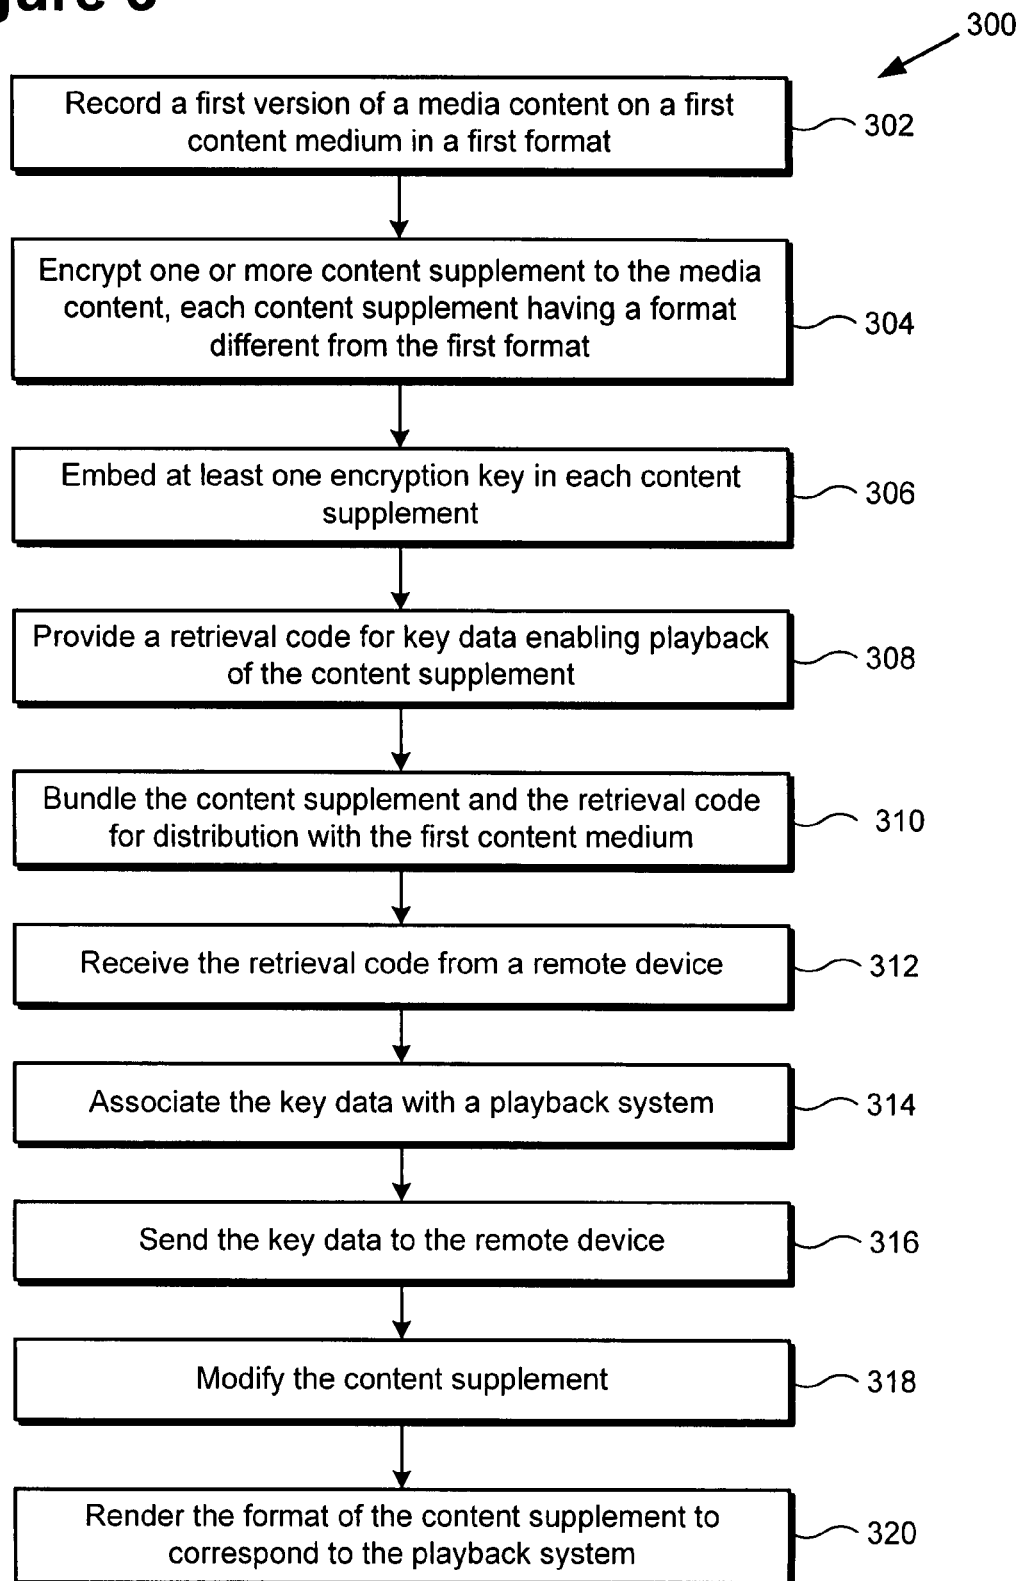 300
Record a first version of a media content on a first
content medium in a first format
302
Encrypt one or more content supplement to the media
content, each content supplement having a format
different from the first format
304
Embed at least one encryption key in each content
supplement
306
Provide a retrieval code for key data enabling playback
of the content supplement
308
Bundle the content supplement and the retrieval code
for distribution with the first content medium
310
Receive the retrieval code from a remote device
312
Associate the key data with a playback system
314
Send the key data to the remote device
316
Modify the content supplement
318
Render the format of the content supplement to
correspond to the playback system
320